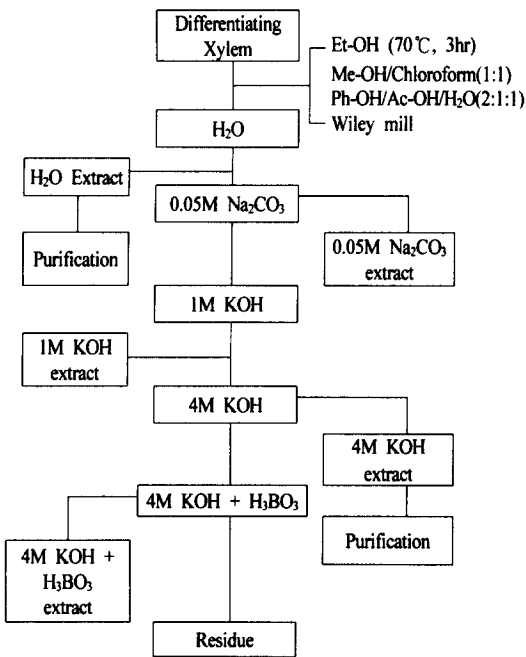 Differentiating
Xylem
Et-OH (70℃, 3hr)
Me-OH/Chloroform(1:1)
Ph-OH/Ac-OH/H₂O(2:1:1)
Wiley mill
H₂O
H₂O Extract
0.05M Na₂CO₃
Purification
0.05M Na₂CO₃
extract
1M KOH
1M KOH
extract
4M KOH
4M KOH
extract
4M KOH + H₃BO₃
Purification
4M KOH +
H₃BO₃
extract
Residue